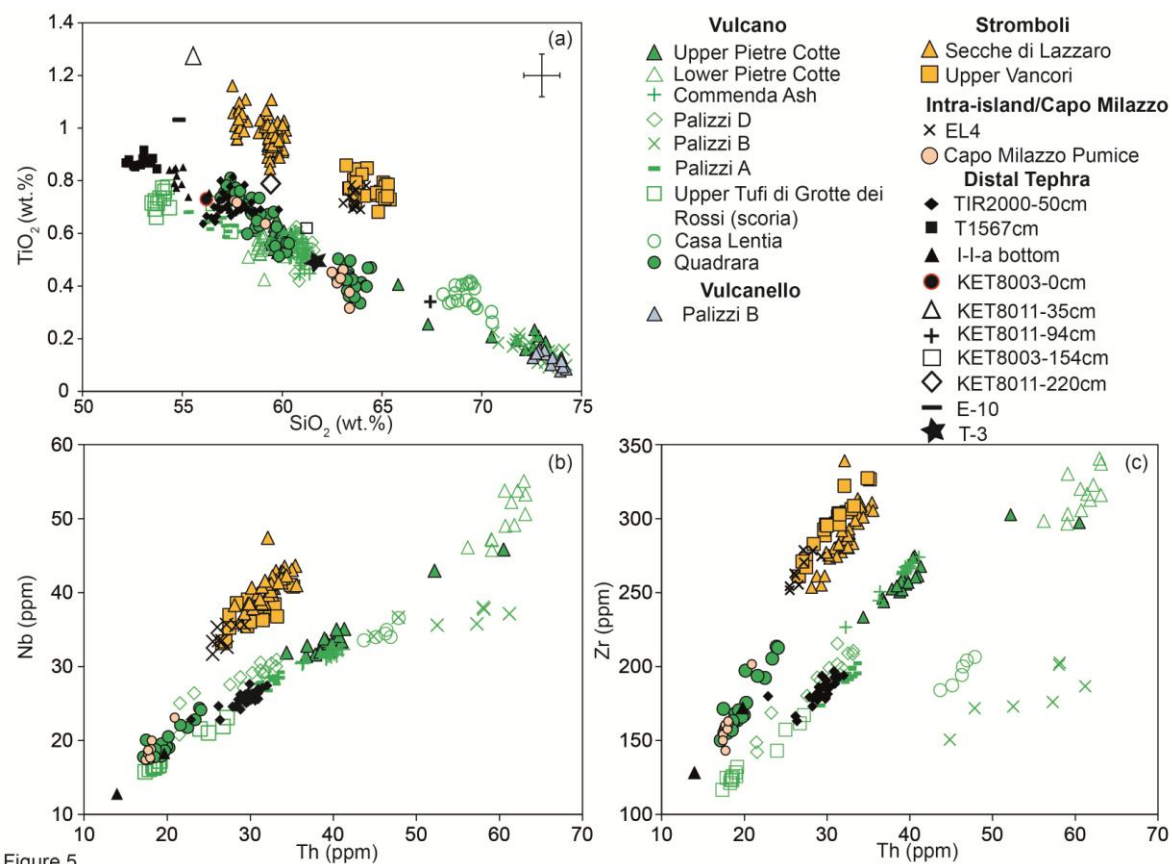 1.4
1.2
1
0.8
0.6
0.4
0.2
0
TiO2 (wt.%)
(a)
50
55
60
65
70
75
SiO2 (wt.%)
Vulcano
Upper Pietre Cotte
Lower Pietre Cotte
Commenda Ash
Palizzi D
Palizzi B
Palizzi A
Upper Tufi di Grotte dei
Rossi (scoria)
Casa Lentia
Quadrara
Vulcanello
Palizzi B
Stromboli
Secche di Lazzaro
Upper Vancori
Intra-island/Capo Milazzo
EL4
Capo Milazzo Pumice
Distal Tephra
TIR2000-50cm
T1567cm
I-I-a bottom
KET8003-0cm
KET8011-35cm
KET8011-94cm
KET8003-154cm
KET8011-220cm
E-10
T-3
60
50
40
30
20
10
Nb (ppm)
(b)
10
20
30
40
50
60
70
Th (ppm)
350
300
250
200
150
100
Zr (ppm)
(c)
10
20
30
40
50
60
70
Th (ppm)
Figure 5